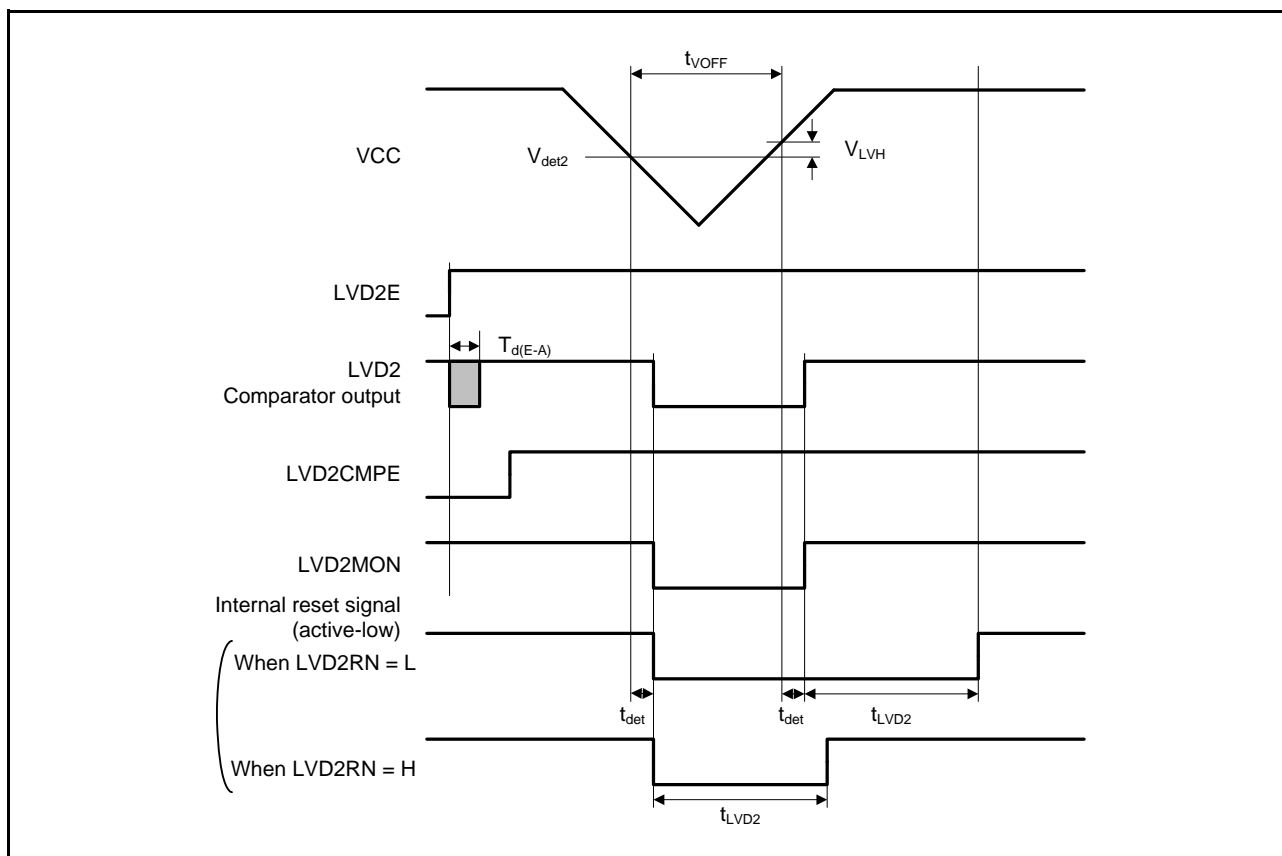 tVOFF
VCC
Vdet2
VLVH
LVD2E
Td(E-A)
LVD2
Comparator output
LVD2CMPE
LVD2MON
Internal reset signal
(active-low)
When LVD2RN = L
tdet
tdet
tLVD2
When LVD2RN = H
tLVD2